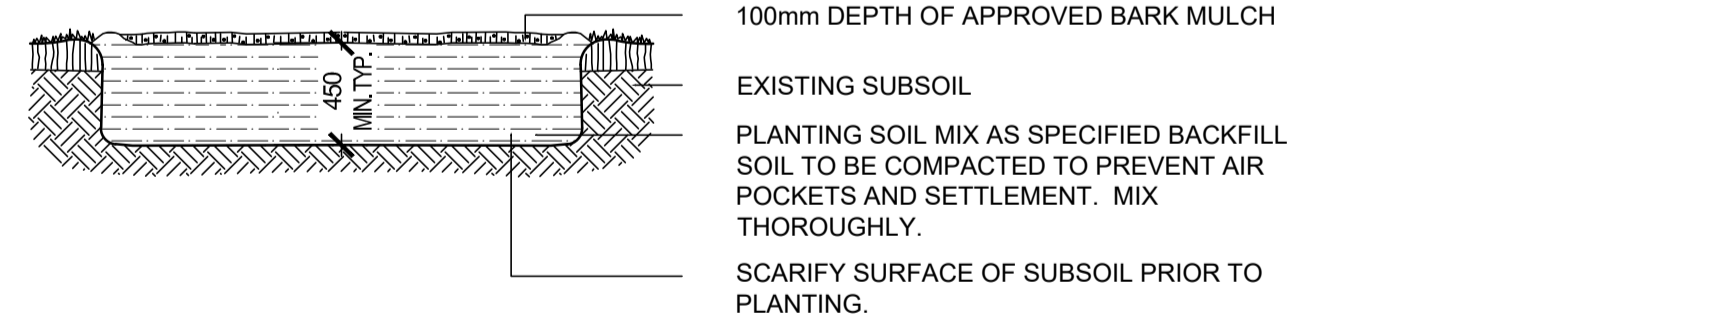 100mm DEPTH OF APPROVED BARK MULCH
450
MIN.TYP.
EXISTING SUBSOIL
PLANTING SOIL MIX AS SPECIFIED BACKFILL
SOIL TO BE COMPACTED TO PREVENT AIR
POCKETS AND SETTLEMENT.  MIX
THOROUGHLY.
SCARIFY SURFACE OF SUBSOIL PRIOR TO
PLANTING.